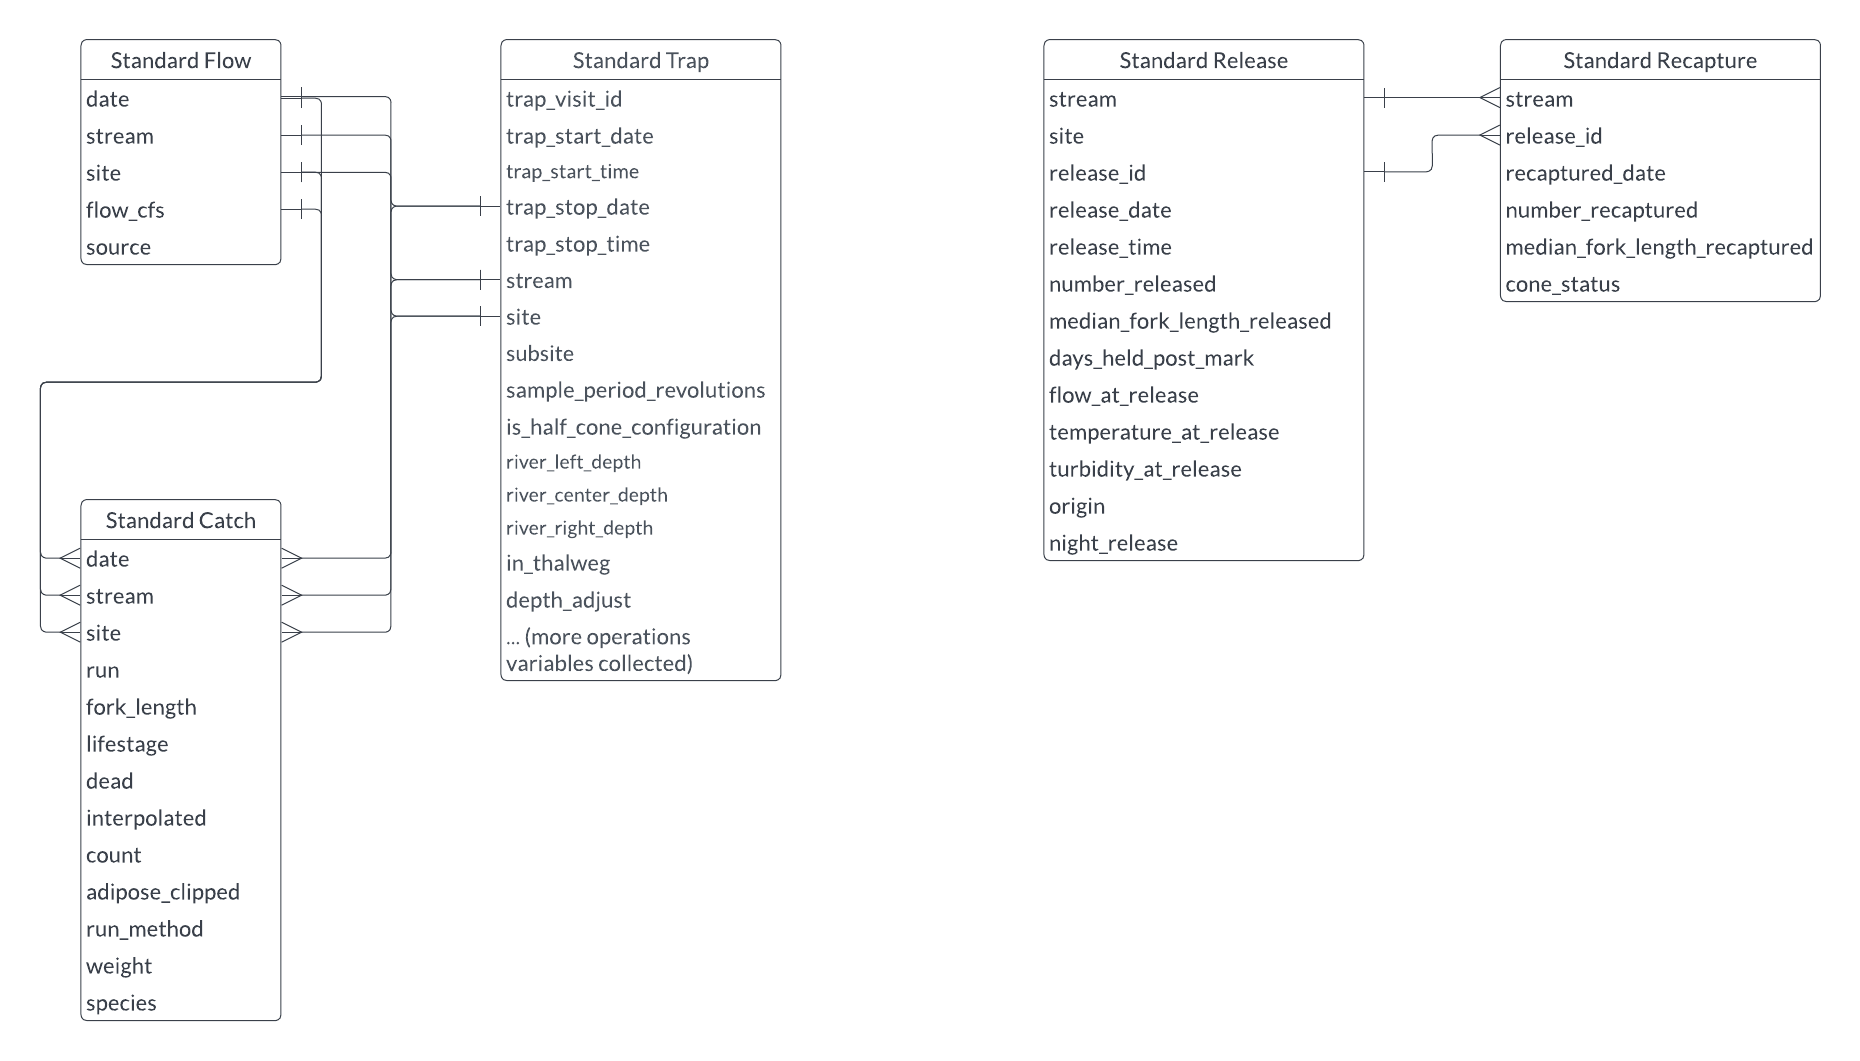 Standard Flow
date
stream
site
flow_cfs
source
Standard Catch
date
stream
site
run
fork_length
lifestage
dead
interpolated
count
adipose_clipped
run_method
weight
species
Standard Trap
trap_visit_id
trap_start_date
trap_start_time
trap_stop_date
trap_stop_time
stream
site
subsite
sample_period_revolutions
is_half_cone_configuration
river_left_depth
river_center_depth
river_right_depth
in_thalweg
depth_adjust
... (more operations
variables collected)
Standard Release
stream
site
release_id
release_date
release_time
number_released
median_fork_length_released
days_held_post_mark
flow_at_release
temperature_at_release
turbidity_at_release
origin
night_release
Standard Recapture
stream
release_id
recaptured_date
number_recaptured
median_fork_length_recaptured
cone_status